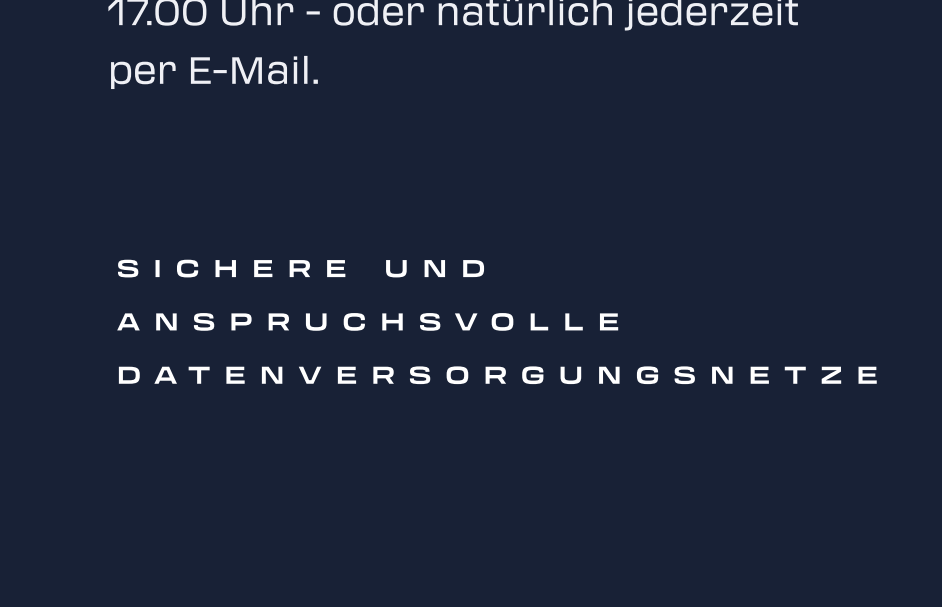 17.00 Uhr - oder natürlich jederzeit
per E-Mail.
SICHERE UND
ANSPRUCHSVOLLE
DATENVERSORGUNGSNETZE